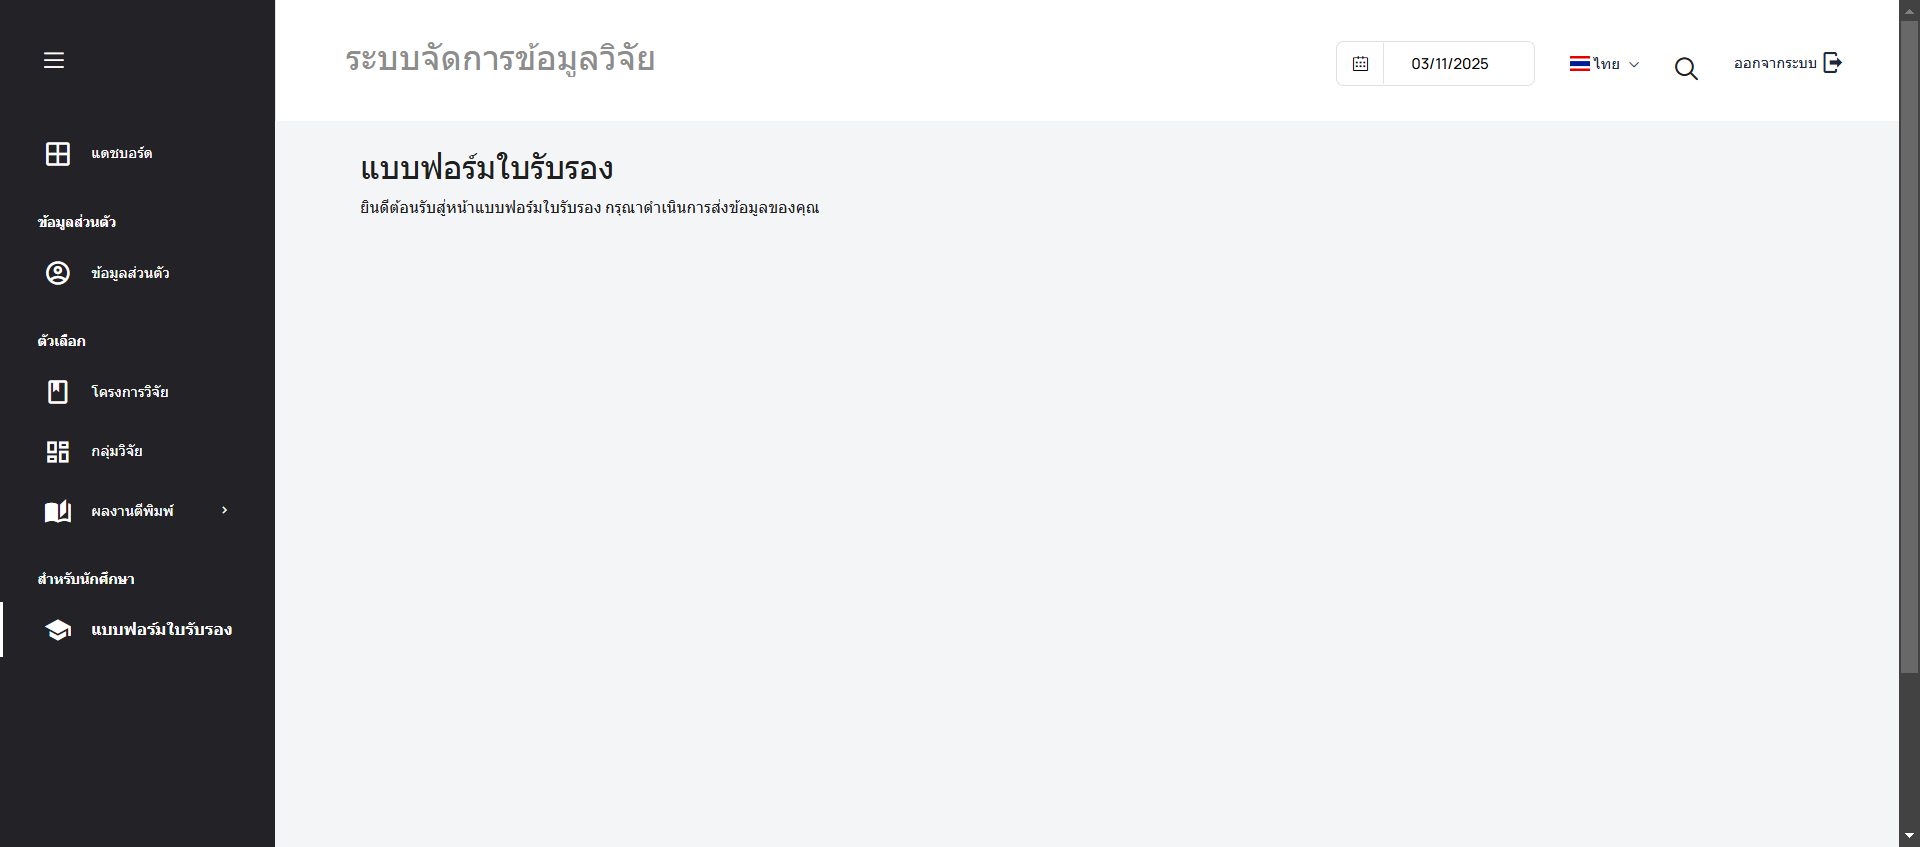 ระบบจัดการข้อมูลวิจัย
03/11/2025
ไทย
ออกจากระบบ
แดชบอร์ด
ข้อมูลส่วนตัว
ข้อมูลส่วนตัว
ตัวเลือก
โครงการวิจัย
กลุ่มวิจัย
ผลงานตีพิมพ์
สำหรับนักศึกษา
แบบฟอร์มใบรับรอง
แบบฟอร์มใบรับรอง
ยินดีต้อนรับสู่หน้าแบบฟอร์มใบรับรอง กรุณาดำเนินการส่งข้อมูลของคุณ